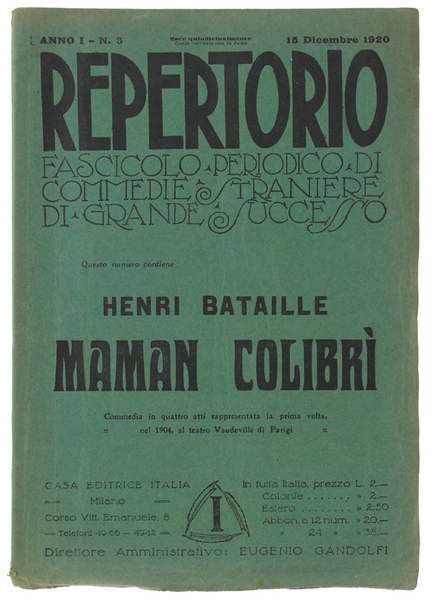 ANNO I - N. 3 Esce quindicinalmente 15 Dicembre 1920
REPERTORIO
FASCICOLO PERIODICO DI
COMMEDIE STRANIERE
DI GRANDE SUCCESSO
Questo numero contiene:
HENRI BATAILLE
MAMAN COLIBRÌ
Commedia in quattro atti rappresentata la prima volta,
" nel 1904, al teatro Vaudeville di Parigi "
CASA EDITRICE ITALIA
— Milano —
Corso Vitt. Emanuele, 8
— Telefoni 49-66 - 49-12 —
I
In tutta Italia, prezzo L. 2.—
Colonie . . . . . . . » 2.—
Estero . . . . . . . » 2,50
Abbon. a 12 num. » 20.—
» 24 » » 38.—
Direttore Amministrativo: EUGENIO GANDOLFI